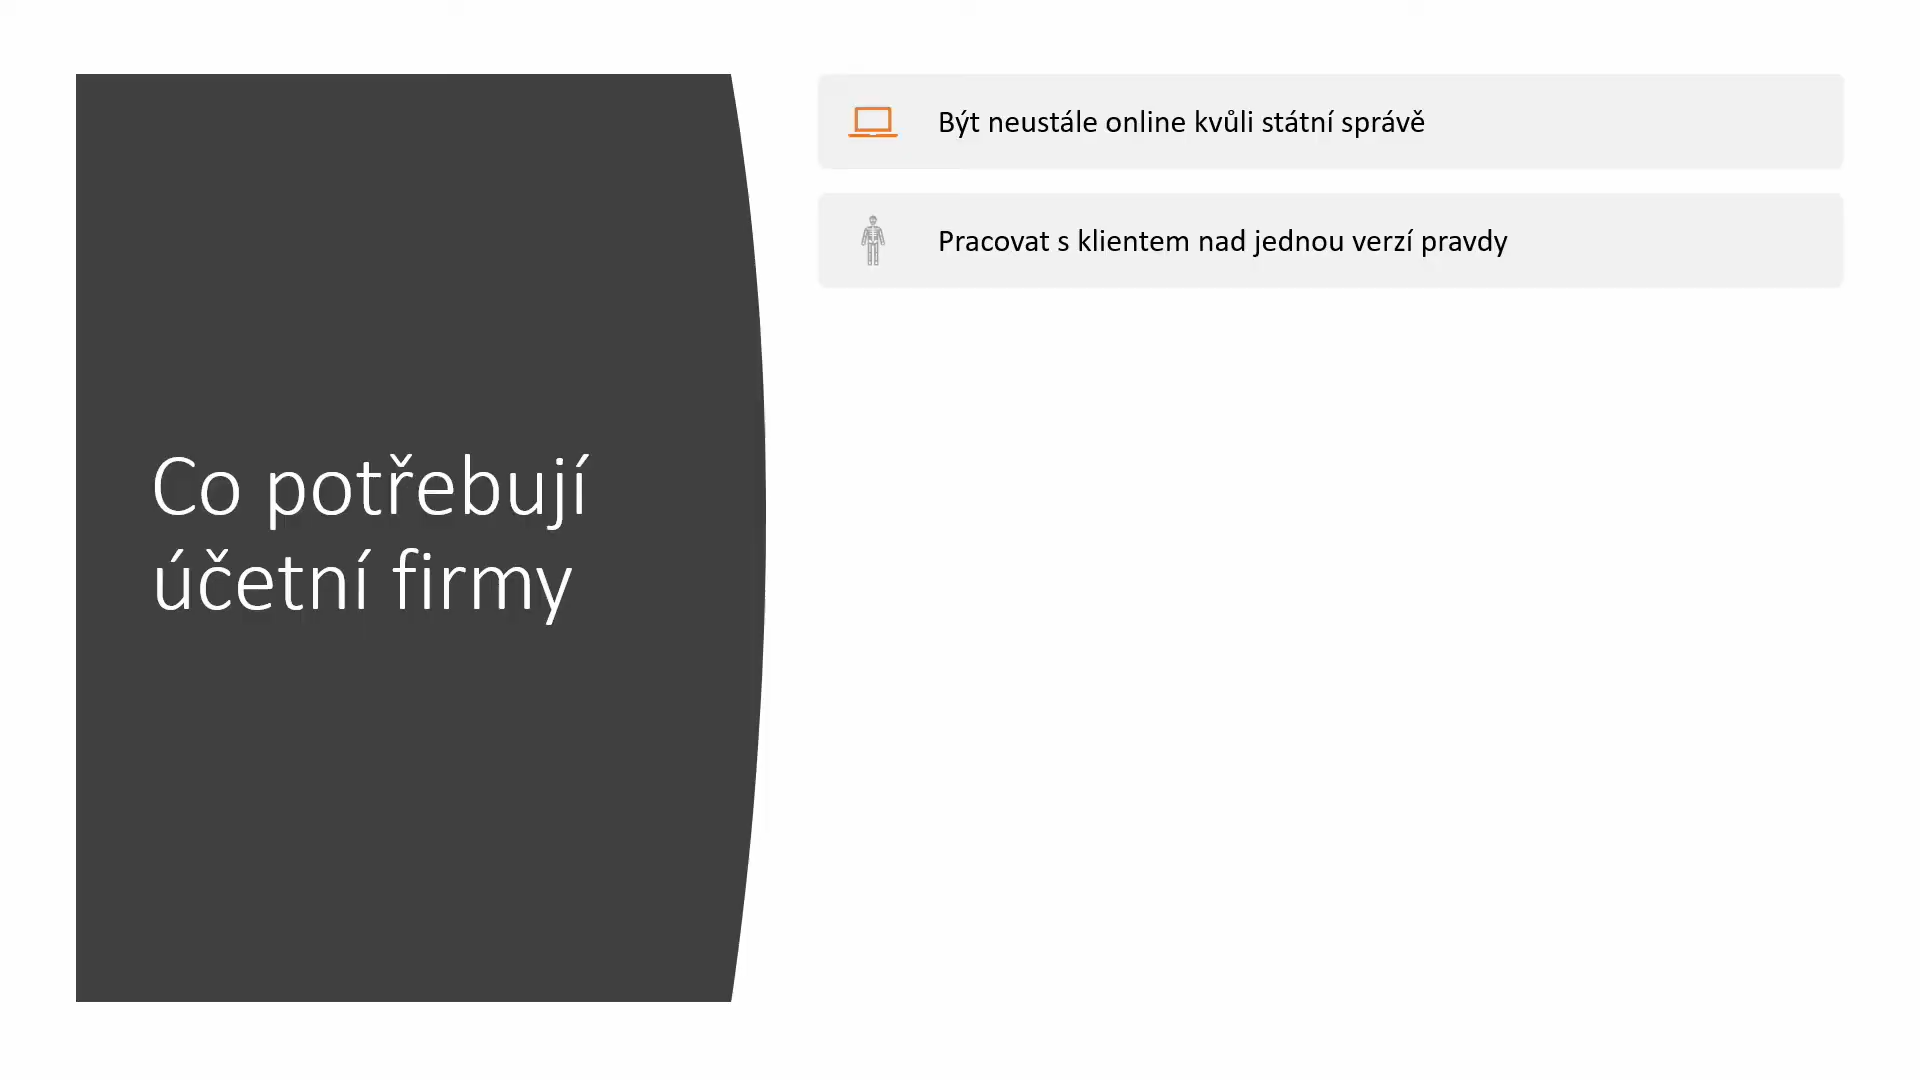 Co potřebují
účetní firmy
Být neustále online kvůli státní správě
Pracovat s klientem nad jednou verzí pravdy